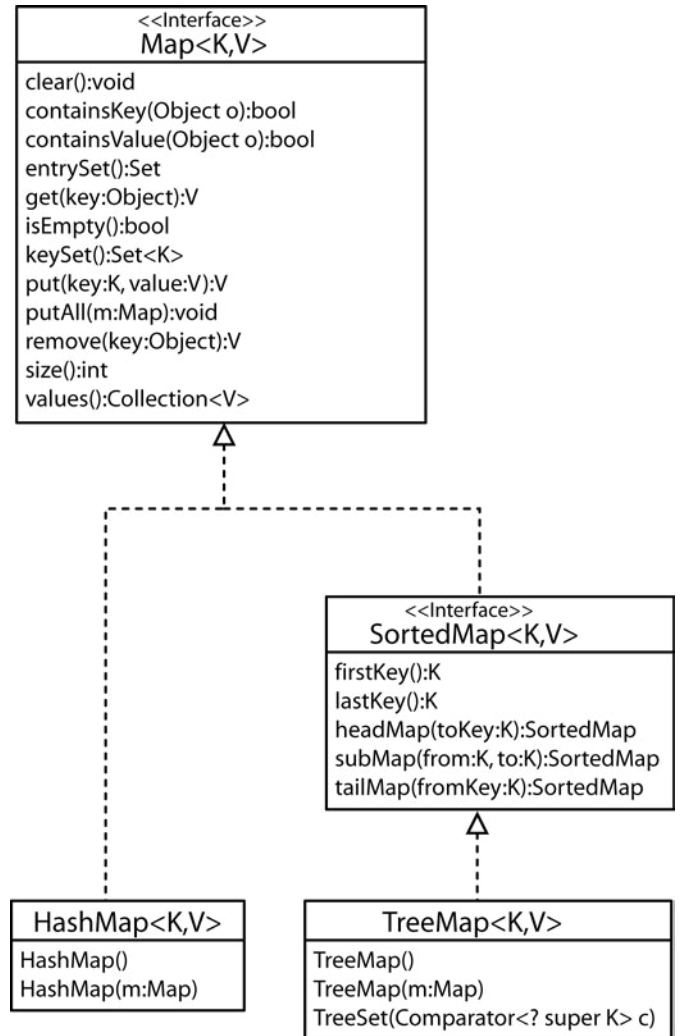 <<Interface>>
Map<K,V>
clear():void
containsKey(Object o):bool
containsValue(Object o):bool
entrySet():Set
get(key:Object):V
isEmpty():bool
keySet():Set<K>
put(key:K, value:V):V
putAll(m:Map):void
remove(key:Object):V
size():int
values():Collection<V>
<<Interface>>
SortedMap<K,V>
firstKey():K
lastKey():K
headMap(toKey:K):SortedMap
subMap(from:K, to:K):SortedMap
tailMap(fromKey:K):SortedMap
HashMap<K,V>
HashMap()
HashMap(m:Map)
TreeMap<K,V>
TreeMap()
TreeMap(m:Map)
TreeSet(Comparator<? super K> c)